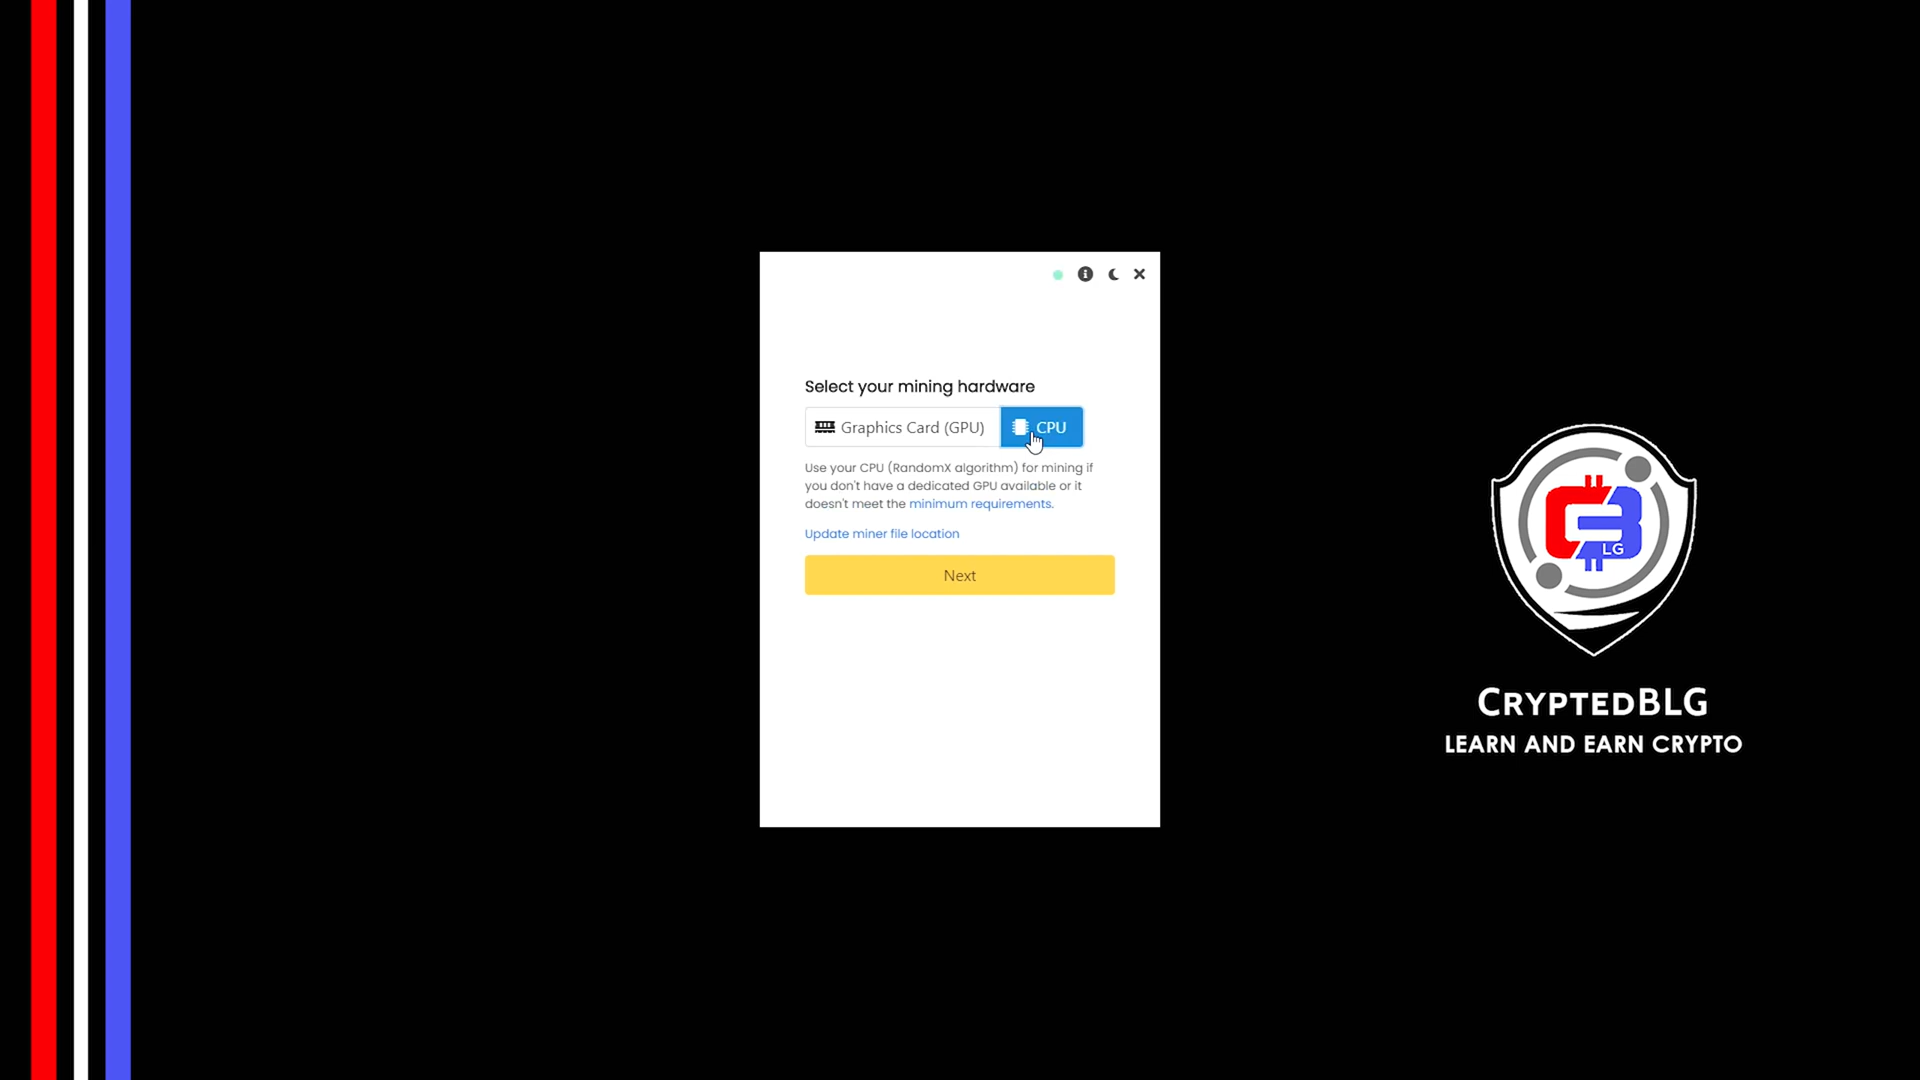 Select your mining hardware
Graphics Card (GPU)
CPU
Use your CPU (RandomX algorithm) for mining if
you don't have a dedicated GPU available or it
doesn't meet the minimum requirements.
Update miner file location
Next
LG
CRYPTEDBLG
LEARN AND EARN CRYPTO